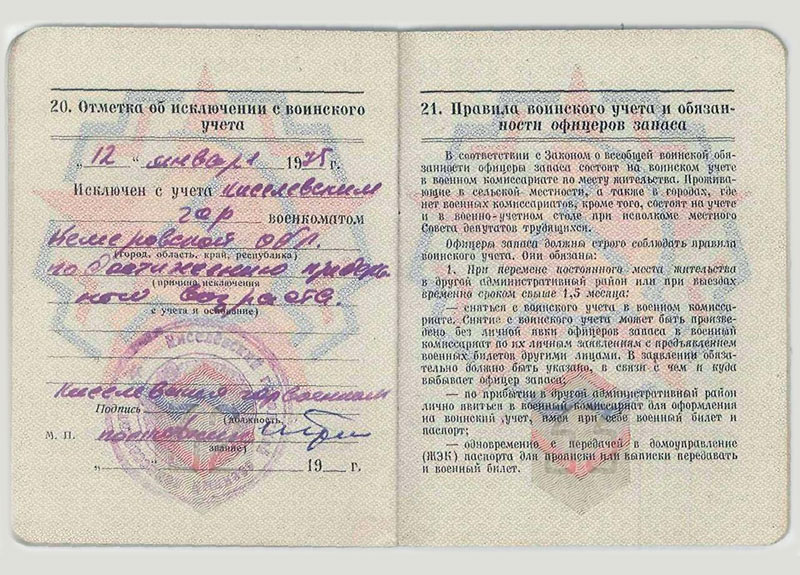 20. Отметка об исключении с воинского
учета
„12" января 1975 г.
Исключен с учета Киселевским
гор военкоматом
Кемеровской обл.
(город, область, край, республика)
по достижению предель
(причина исключения
ного возраста.
с учета и основание)
Киселевский горвоенком
Подпись
(должность,
М. П. подполковник
звание)
„ " 19 г.
21. Правила воинского учета и обязан-
ности офицеров запаса
В соответствии с Законом о всеобщей воинской обя-
занности офицеры запаса состоят на воинском учете
в военном комиссариате по месту жительства. Прожива-
ющие в сельской местности, а также в городах, где
нет военных комиссариатов, кроме того, состоят на учете
и в военно-учетном столе при исполкоме местного
Совета депутатов трудящихся.
Офицеры запаса должны строго соблюдать правила
воинского учета. Они обязаны:
1. При перемене постоянного места жительства
в другой административный район или при выездах
временно сроком свыше 1,5 месяца:
— сняться с воинского учета в военном комисса-
риате. Снятие с воинского учета может быть произве-
дено без личной явки офицеров запаса в военный
комиссариат по их личным заявлениям с предъявлением
военных билетов другими лицами. В заявлении обяза-
тельно должно быть указано, в связи с чем и куда
выбывает офицер запаса;
— по прибытии в другой административный район
лично явиться в военный комиссариат для оформления
на воинский учет, имея при себе военный билет и
паспорт;
— одновременно с передачей в домоуправление
(ЖЭК) паспорта для прописки или выписки передавать
и военный билет.